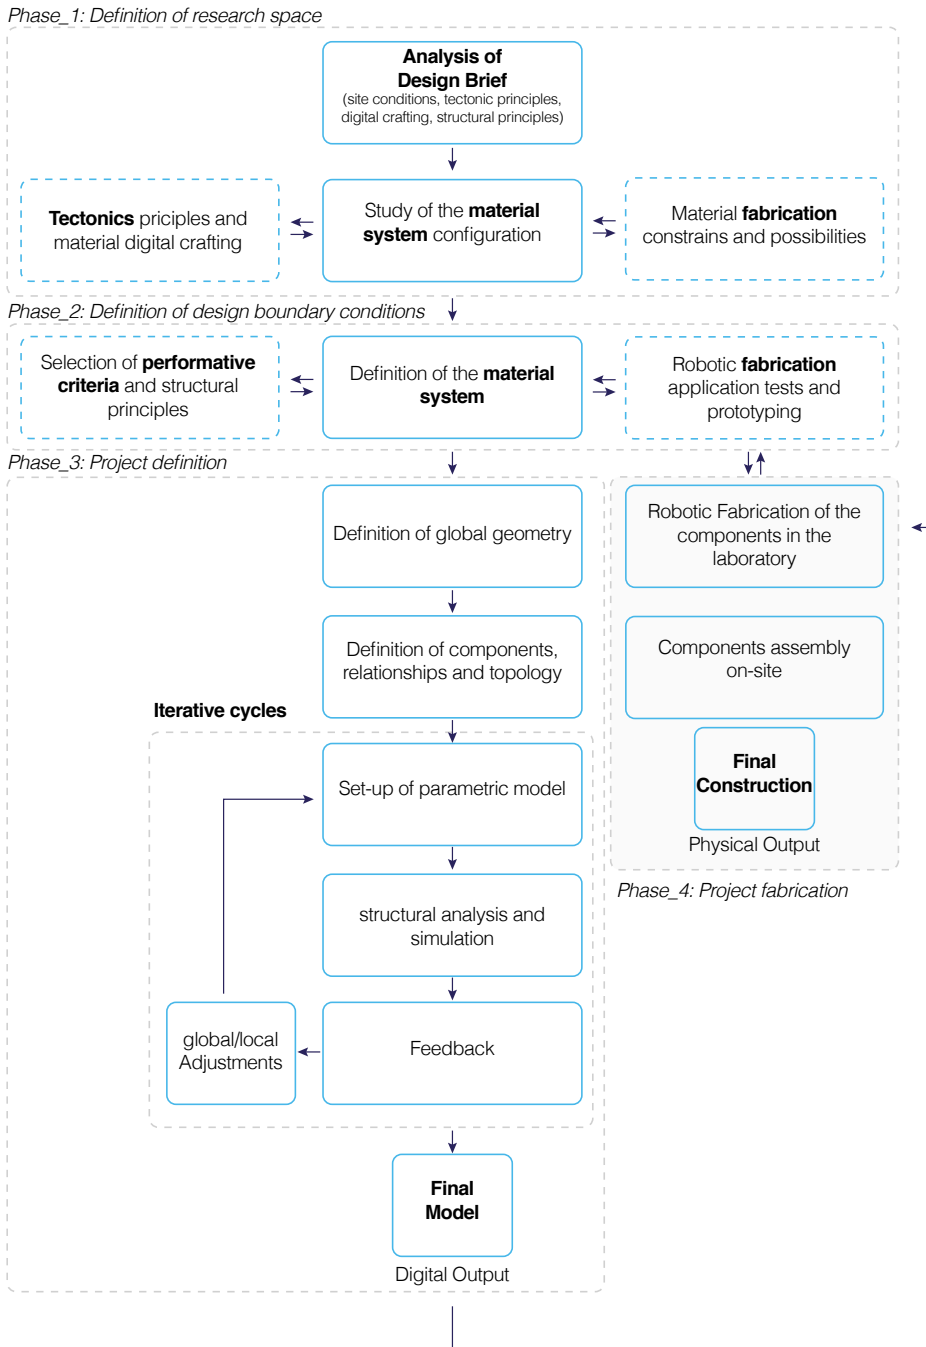 Phase_1: Definition of research space
Analysis of
Design Brief
(site conditions, tectonic principles,
digital crafting, structural principles)
Tectonics priciples and
material digital crafting
Study of the material
system configuration
Material fabrication
constrains and possibilities
Phase_2: Definition of design boundary conditions
Selection of performative
criteria and structural
principles
Definition of the material
system
Robotic fabrication
application tests and
prototyping
Phase_3: Project definition
Definition of global geometry
Robotic Fabrication of the
components in the
laboratory
Definition of components,
relationships and topology
Components assembly
on-site
Iterative cycles
Set-up of parametric model
Final
Construction
Physical Output
Phase_4: Project fabrication
structural analysis and
simulation
global/local
Adjustments
Feedback
Final
Model
Digital Output